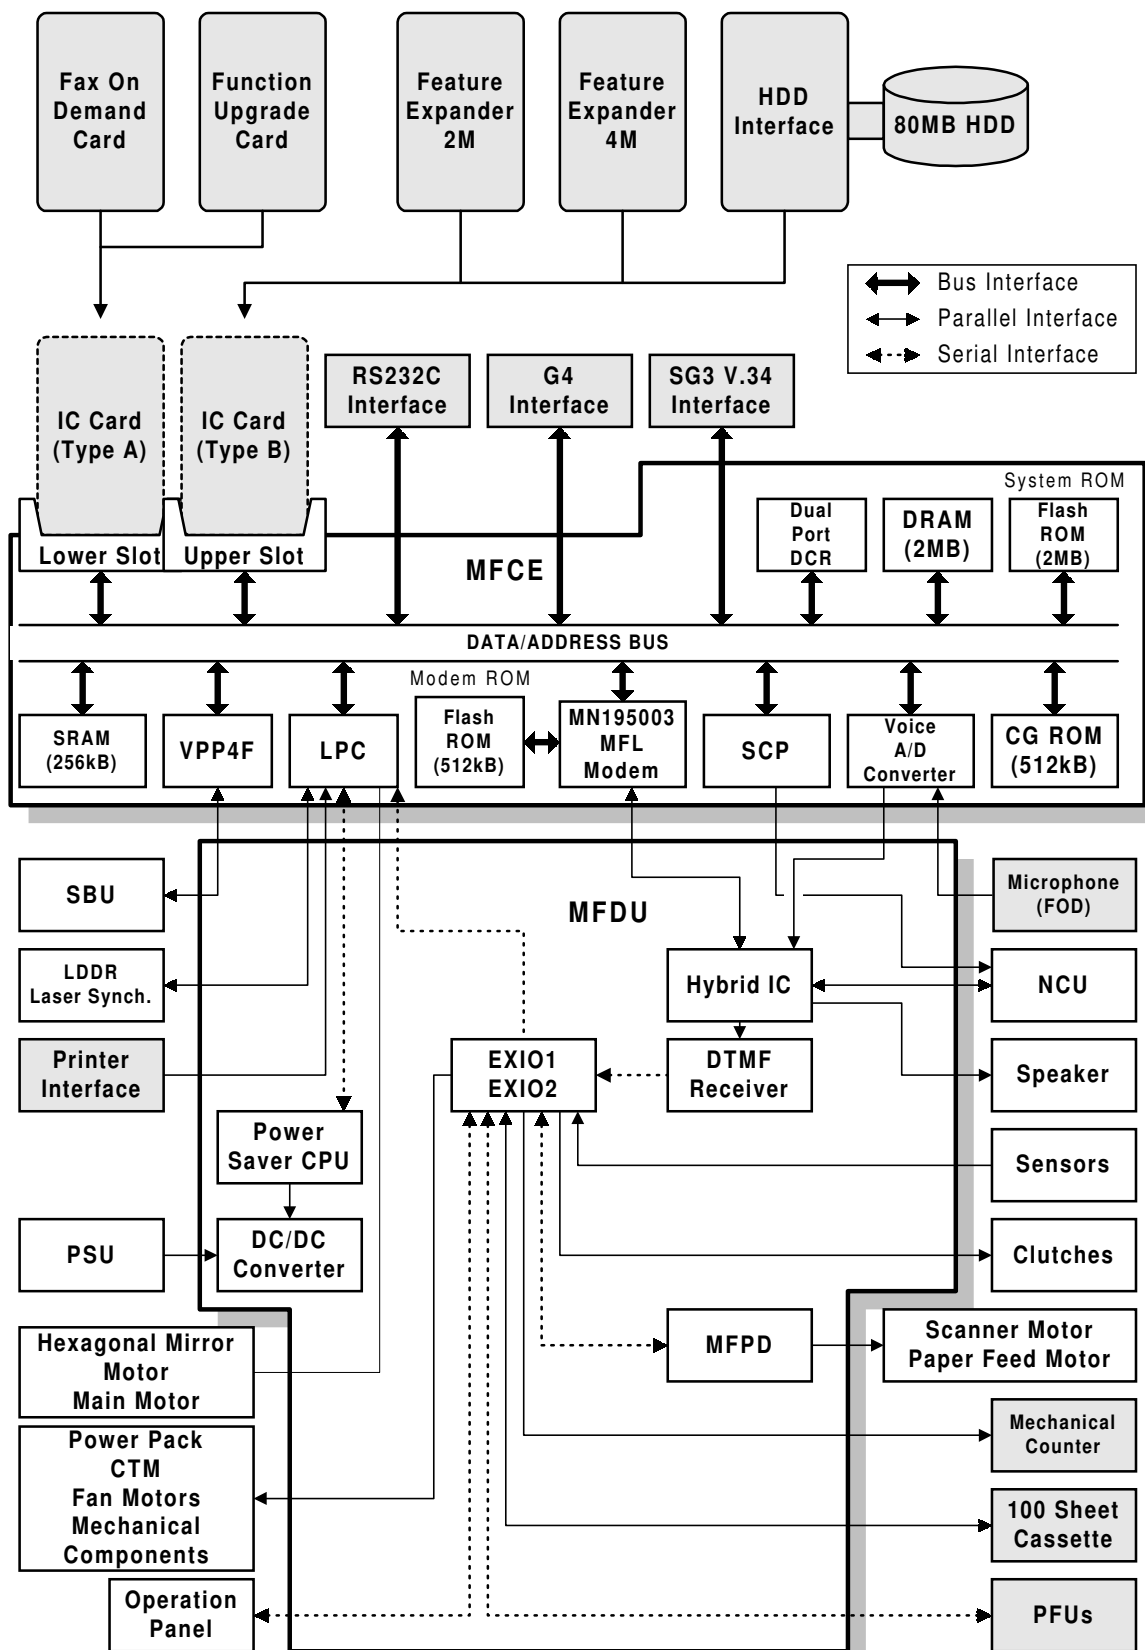 Fax On
Demand
Card
Function
Upgrade
Card
Feature
Expander
2M
Feature
Expander
4M
HDD
Interface
80MB HDD
Bus Interface
Parallel Interface
Serial Interface
IC Card
(Type A)
IC Card
(Type B)
RS232C
Interface
G4
Interface
SG3 V.34
Interface
System ROM
Lower Slot
Upper Slot
MFCE
Dual
Port
DCR
DRAM
(2MB)
Flash
ROM
(2MB)
DATA/ADDRESS BUS
Modem ROM
SRAM
(256kB)
VPP4F
LPC
Flash
ROM
(512kB)
MN195003
MFL
Modem
SCP
Voice
A/D
Converter
CG ROM
(512kB)
SBU
MFDU
Microphone
(FOD)
LDDR
Laser Synch.
Hybrid IC
NCU
Printer
Interface
EXIO1
EXIO2
DTMF
Receiver
Speaker
Power
Saver CPU
Sensors
PSU
DC/DC
Converter
Clutches
Hexagonal Mirror
Motor
Main Motor
MFPD
Scanner Motor
Paper Feed Motor
Power Pack
CTM
Fan Motors
Mechanical
Components
Mechanical
Counter
100 Sheet
Cassette
Operation
Panel
PFUs